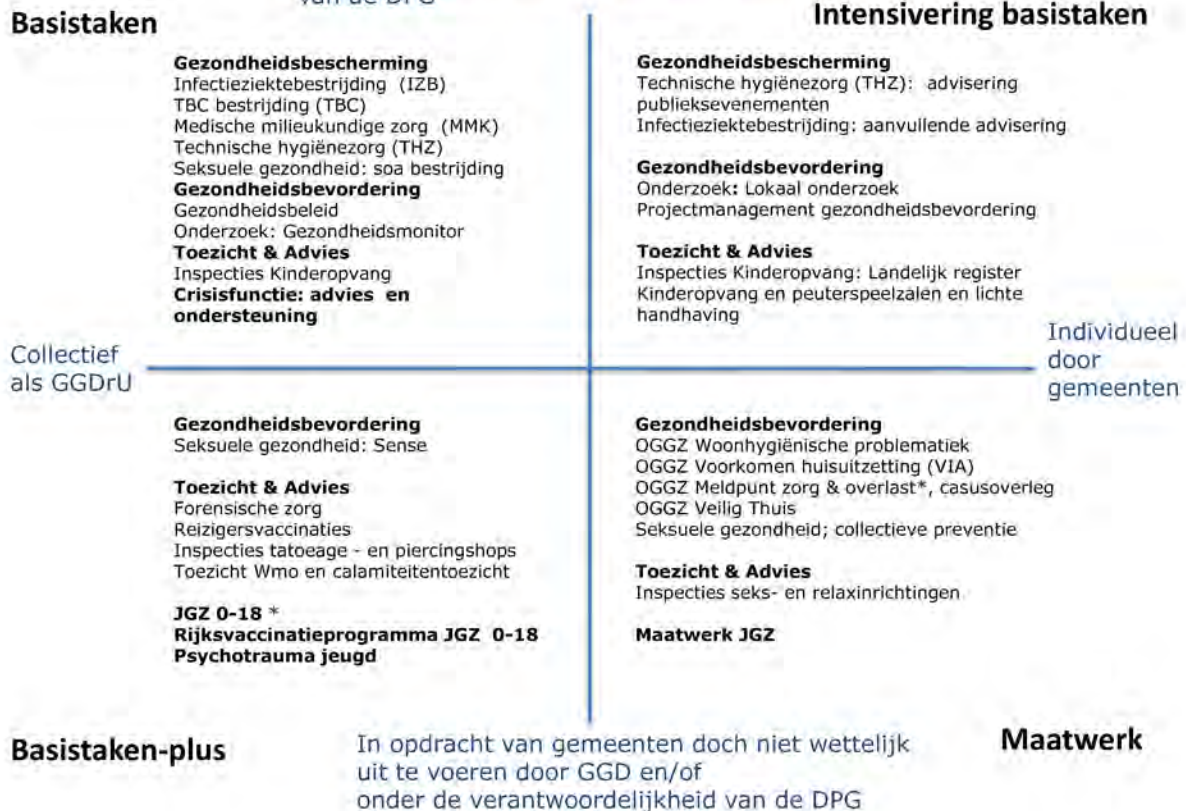 van de DPG
Basistaken
Gezondheidsbescherming
Infectieziektebestrijding (IZB)
TBC bestrijding (TBC)
Medische milieukundige zorg (MMK)
Technische hygiënezorg (THZ)
Seksuele gezondheid: soa bestrijding
Gezondheidsbevordering
Gezondheidsbeleid
Onderzoek: Gezondheidsmonitor
Toezicht & Advies
Inspecties Kinderopvang
Crisisfunctie: advies en
ondersteuning
Intensivering basistaken
Gezondheidsbescherming
Technische hygiënezorg (THZ): advisering
publieksevenementen
Infectieziektebestrijding: aanvullende advisering
Gezondheidsbevordering
Onderzoek: Lokaal onderzoek
Projectmanagement gezondheidsbevordering
Toezicht & Advies
Inspecties Kinderopvang: Landelijk register
Kinderopvang en peuterspeelzalen en lichte
handhaving
Collectief
als GGDrU
Individueel
door
gemeenten
Gezondheidsbevordering
Seksuele gezondheid: Sense
Toezicht & Advies
Forensische zorg
Reizigersvaccinaties
Inspecties tatoeage - en piercingshops
Toezicht Wmo en calamiteitentoezicht
JGZ 0-18 *
Rijksvaccinatieprogramma JGZ 0-18
Psychotrauma jeugd
Gezondheidsbevordering
OGGZ Woonhygiënische problematiek
OGGZ Voorkomen huisuitzetting (VIA)
OGGZ Meldpunt zorg & overlast*, casusoverleg
OGGZ Veilig Thuis
Seksuele gezondheid; collectieve preventie
Toezicht & Advies
Inspecties seks- en relaxinrichtingen
Maatwerk JGZ
Basistaken-plus
In opdracht van gemeenten doch niet wettelijk
uit te voeren door GGD en/of
onder de verantwoordelijkheid van de DPG
Maatwerk